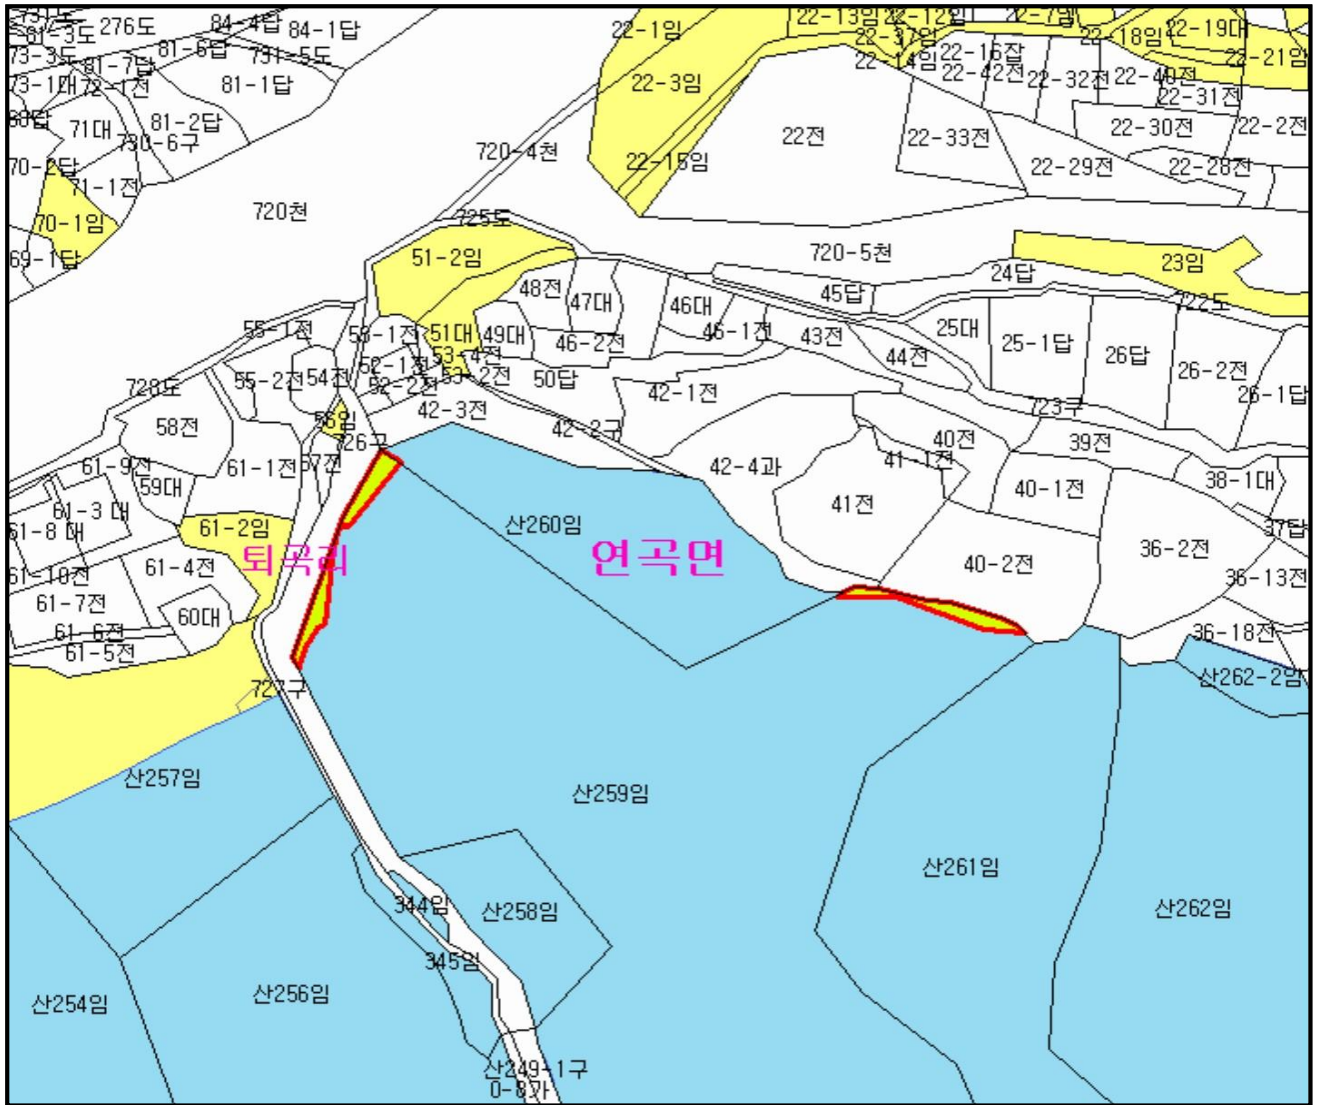 276도
84-4답
84-1답
22-1임
22-13임
22-12임
22-7임
81-3도
81-6답
731-5도
22-37임
22-18임
22-19대
73-3도
81-7답
22-14임
22-16잡
22-21임
73-1대
72-1전
81-1답
22-3임
22-42전
22-32전
22-40전
22-31전
71대
81-2답
22전
22-33전
22-30전
22-2전
730-6구
720-4천
22-15임
22-29전
22-28전
70-2답
71-1전
70-1임
720천
725도
69-1답
51-2임
720-5천
23임
24답
48전
47대
46대
45답
722도
55-1전
53-1전
51대
49대
46-2전
46-1전
43전
25대
25-1답
26답
26-2전
44전
53-4전
52-1전
53-2전
50답
55-2전
54전
52-2전
42-1전
26-1답
728도
42-3전
723구
58전
56임
42-2구
40전
39전
726구
61-9전
61-1전
57전
42-4과
41-1전
38-1대
59대
40-1전
61-3 대
41전
61-8 대
61-2임
산260임
37답
퇴곡리
연곡면
36-2전
61-10전
61-4전
40-2전
36-13전
61-7전
60대
61-6전
61-5전
36-18전
727구
산262-2임
산257임
산259임
산261임
344임
산258임
산262임
345임
산254임
산256임
산249-1구
0-8가